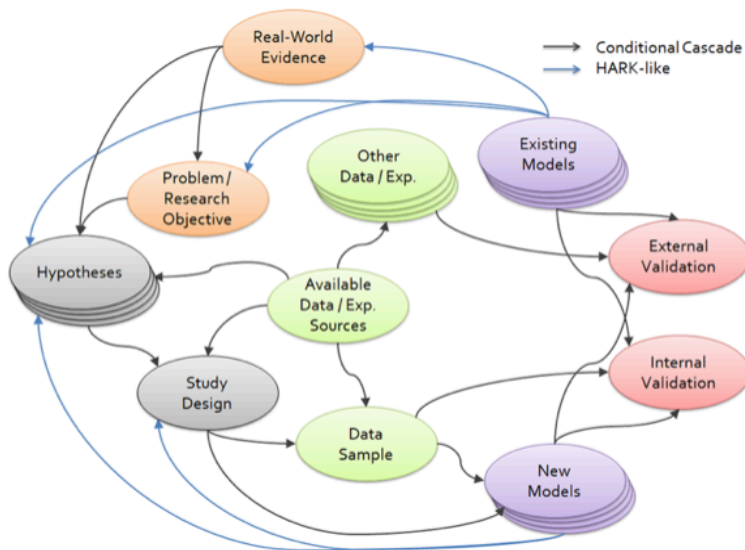 Real-World
Evidence
Conditional Cascade
HARK-like
Other
Data / Exp.
Existing
Models
Problem /
Research
Objective
External
Validation
Hypotheses
Available
Data / Exp.
Sources
Internal
Validation
Study
Design
Data
Sample
New
Models